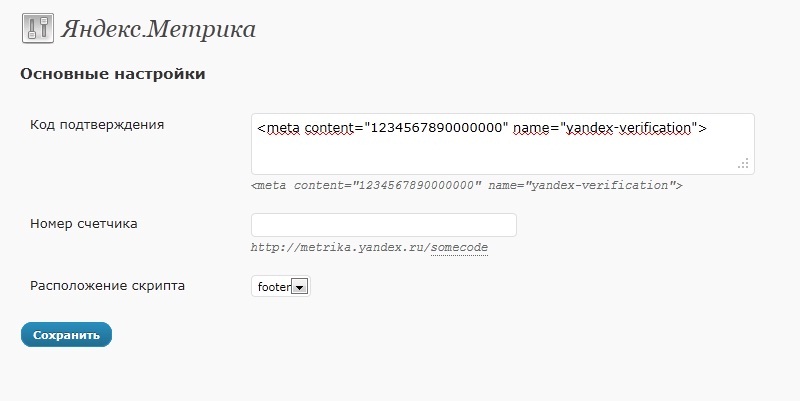 Яндекс.Метрика
Основные настройки
Код подтверждения
<meta content="1234567890000000" name="yandex-verification">
<meta content="1234567890000000" name="yandex-verification">
Номер счетчика
http://metrika.yandex.ru/somecode
Расположение скрипта
footer
Сохранить